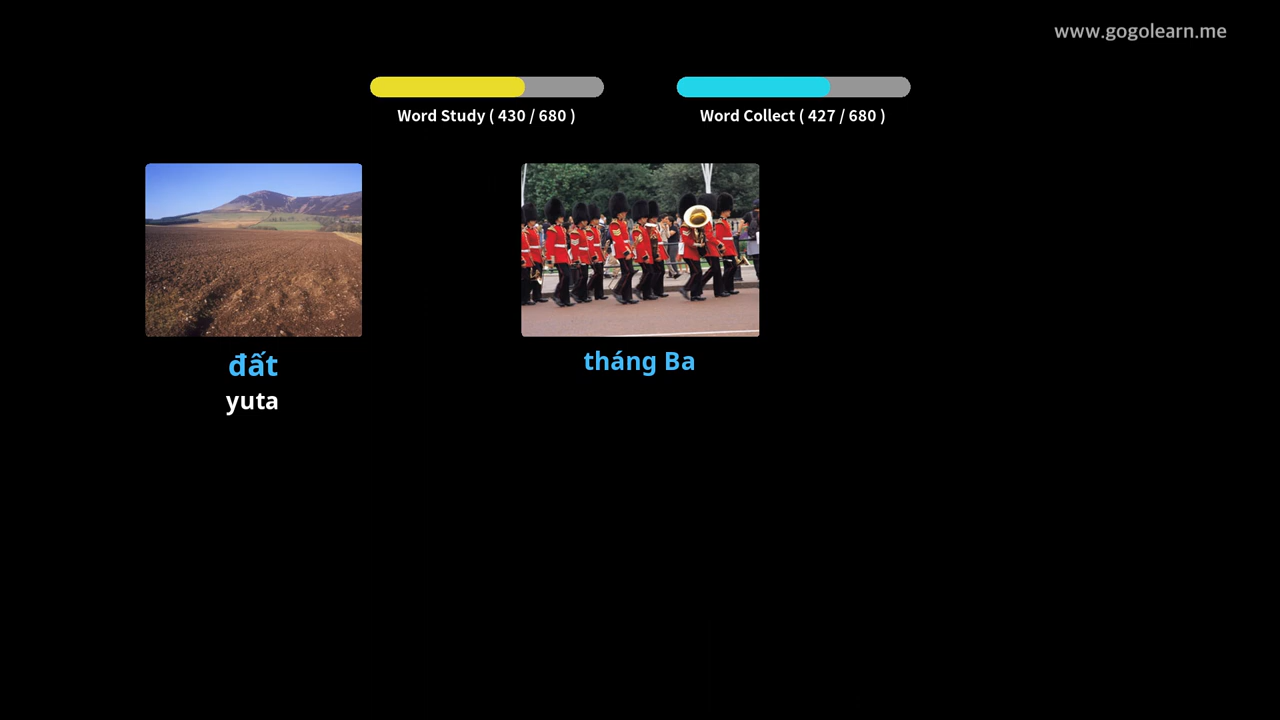 www.gogolearn.me
Word Study ( 430 / 680 )
Word Collect ( 427 / 680 )
đất
yuta
tháng Ba